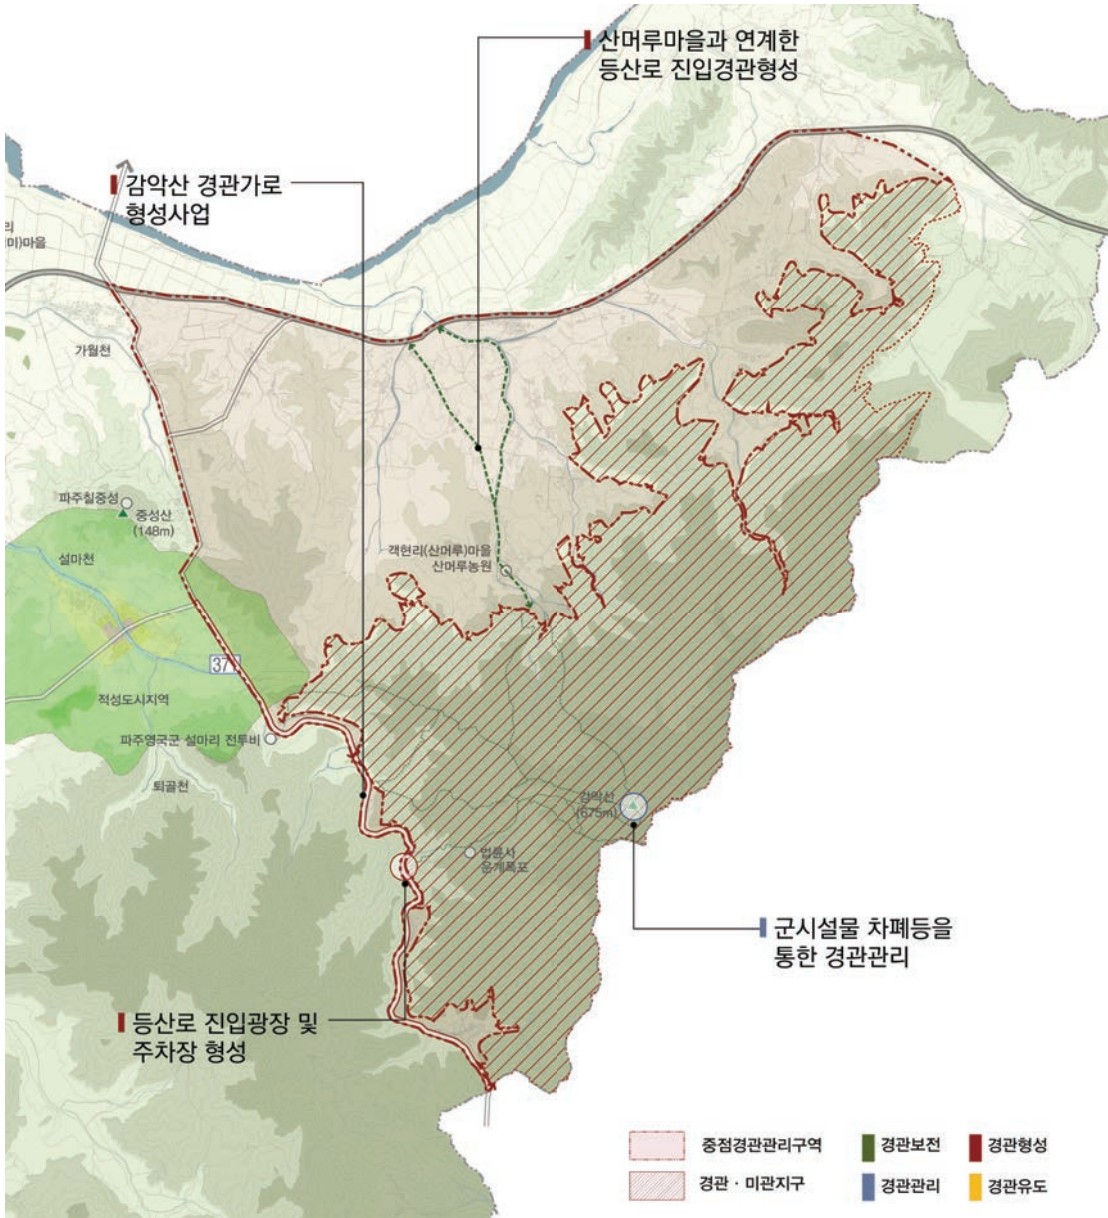 산머루마을과 연계한
등산로 진입경관형성
감악산 경관가로
형성사업
리
미)마을
가월천
파주칠중성
중성산
(148m)
설마천
객현리(산머루)마을
산머루농원
371
적성도시지역
파주영국군 설마리 전투비
퇴골천
감악산
(675m)
법륜사
운계폭포
군시설물 차폐등을
통한 경관관리
등산로 진입광장 및
주차장 형성
중점경관관리구역
경관보전
경관형성
경관 · 미관지구
경관관리
경관유도